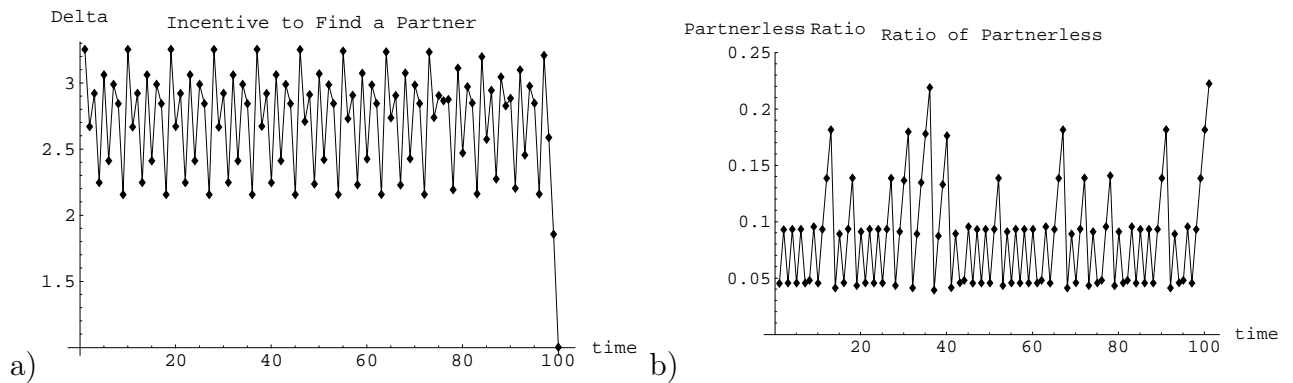 Delta
Incentive to Find a Partner
3
2.5
2
1.5
20 40 60 80 100
time
a)
Partnerless Ratio
Ratio of Partnerless
0.25
0.2
0.15
0.1
0.05
20 40 60 80 100
time
b)